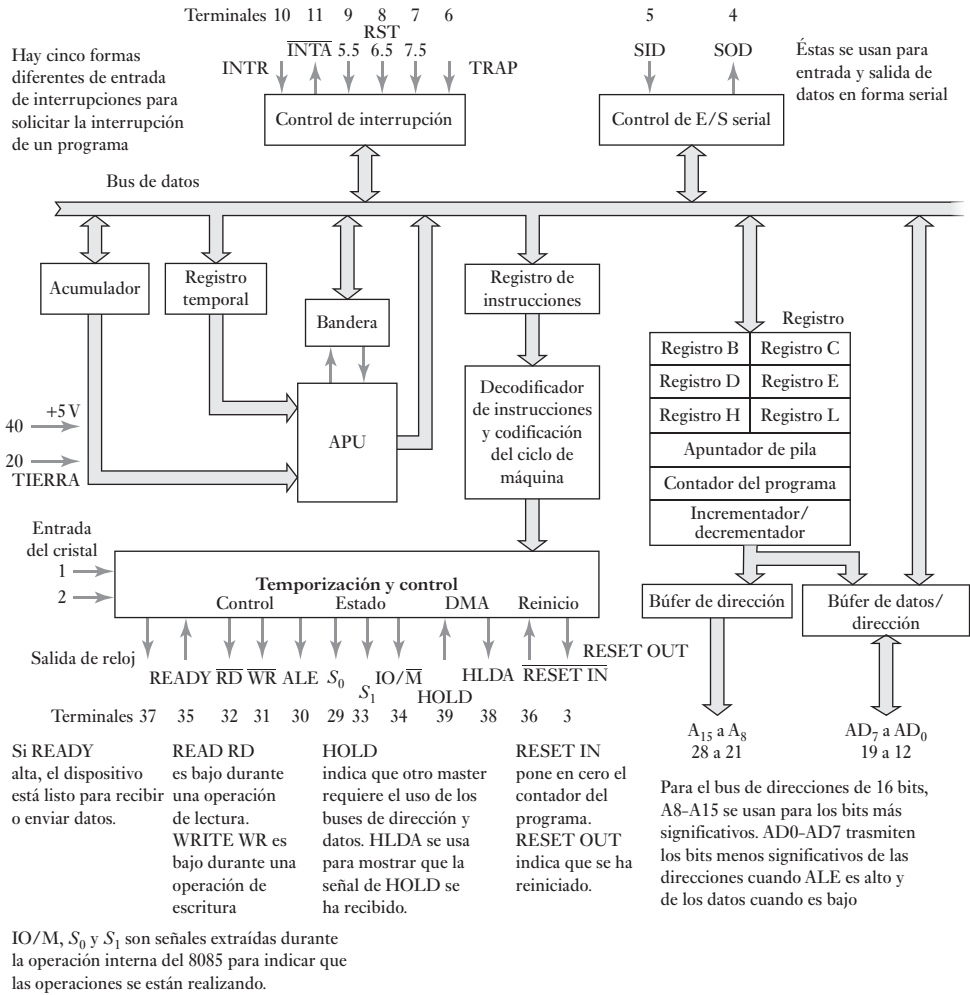 Terminales 10 11 9 8 7 6
RST
INTA 5.5 6.5 7.5
INTR
TRAP
Hay cinco formas
diferentes de entrada
de interrupciones para
solicitar la interrupción
de un programa
Control de interrupción
5 4
SID SOD
Control de E/S serial
Éstas se usan para
entrada y salida de
datos en forma serial
Bus de datos
Acumulador
Registro
temporal
Bandera
APU
Registro de
instrucciones
Decodificador
de instrucciones
y codificación
del ciclo de
máquina
Registro
Registro B Registro C
Registro D Registro E
Registro H Registro L
Apuntador de pila
Contador del programa
Incrementador/
decrementador
+5 V
40
20
TIERRA
Entrada
del cristal
1
2
Temporización y control
Control Estado DMA Reinicio
Búfer de dirección
Búfer de datos/
dirección
Salida de reloj
READY RD WR ALE S0 S1 IO/M HOLD HLDA RESET IN RESET OUT
Terminales 37 35 32 31 30 29 33 34 39 38 36 3
A15 a A8
28 a 21
AD7 a AD0
19 a 12
Si READY
alta, el dispositivo
está listo para recibir
o enviar datos.
READ RD
es bajo durante
una operación
de lectura.
WRITE WR es
bajo durante una
operación de
escritura
HOLD
indica que otro master
requiere el uso de los
buses de dirección y
datos. HLDA se usa
para mostrar que la
señal de HOLD se
ha recibido.
RESET IN
pone en cero el
contador del
programa.
RESET OUT
indica que se ha
reiniciado.
Para el bus de direcciones de 16 bits,
A8–A15 se usan para los bits más
significativos. AD0–AD7 trasmiten
los bits menos significativos de las
direcciones cuando ALE es alto y
de los datos cuando es bajo
IO/M, S0 y S1 son señales extraídas durante
la operación interna del 8085 para indicar que
las operaciones se están realizando.